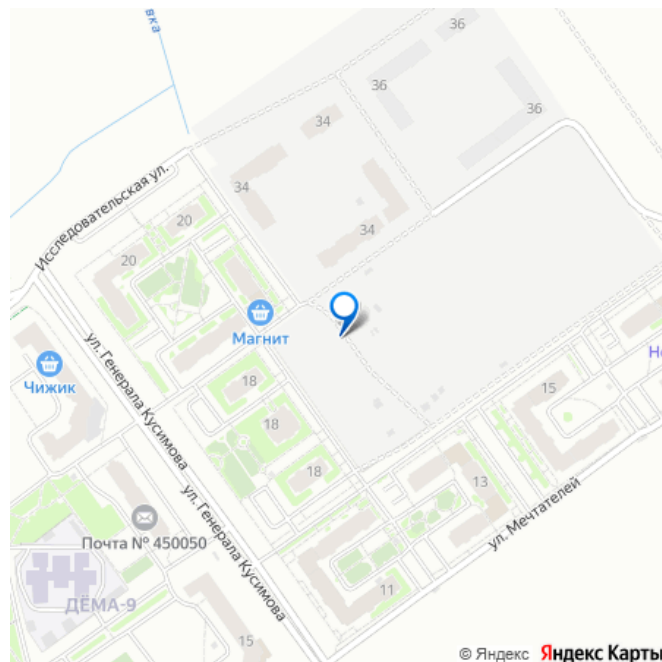 вка
36
36
36
34
34
34
Исследовательская ул.
20
20
Магнит
Чижик
ул. Генерала Кусимова
18
18
18
15
Но
13
ул. Мечтателей
ул. Генерала Кусимова
Почта № 450050
ДЁМА-9
11
15
© Яндекс Яндекс Карты